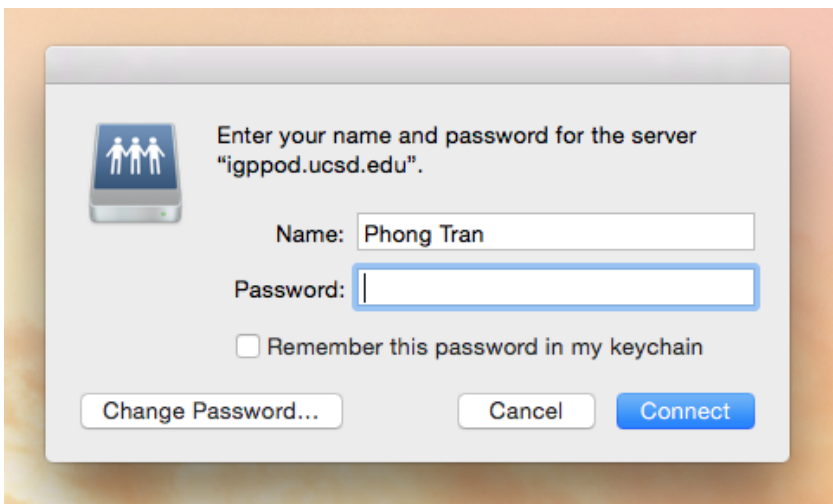 Enter your name and password for the server
“igppod.ucsd.edu”.
Name: Phong Tran
Password:
Remember this password in my keychain
Change Password... Cancel Connect